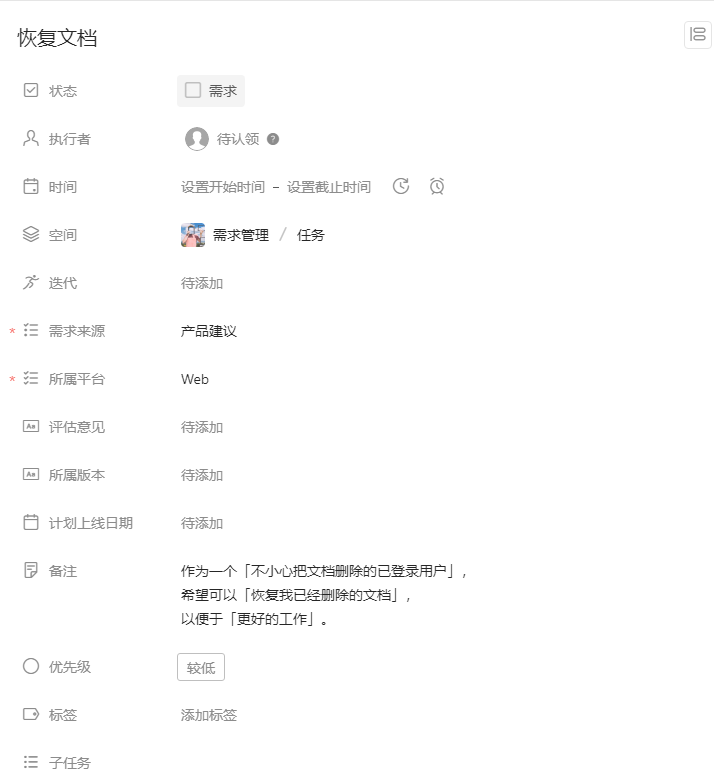 恢复文档
状态 需求
执行者 待认领 ?
时间 设置开始时间 – 设置截止时间
空间 需求管理 / 任务
迭代 待添加
* 需求来源 产品建议
* 所属平台 Web
Aa 评估意见 待添加
Aa 所属版本 待添加
计划上线日期 待添加
备注 作为一个「不小心把文档删除的已登录用户」,
希望可以「恢复我已经删除的文档」,
以便于「更好的工作」。
优先级 较低
标签 添加标签
子任务